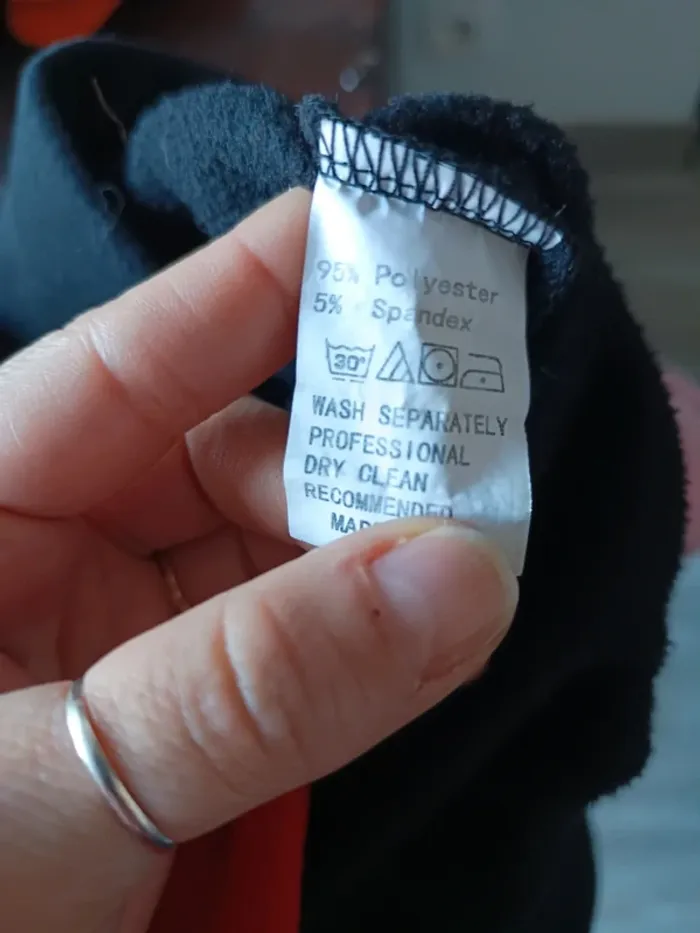 95% Polyester
5% Spandex
30°
WASH SEPARATELY
PROFESSIONAL
DRY CLEAN
RECOMMENDED